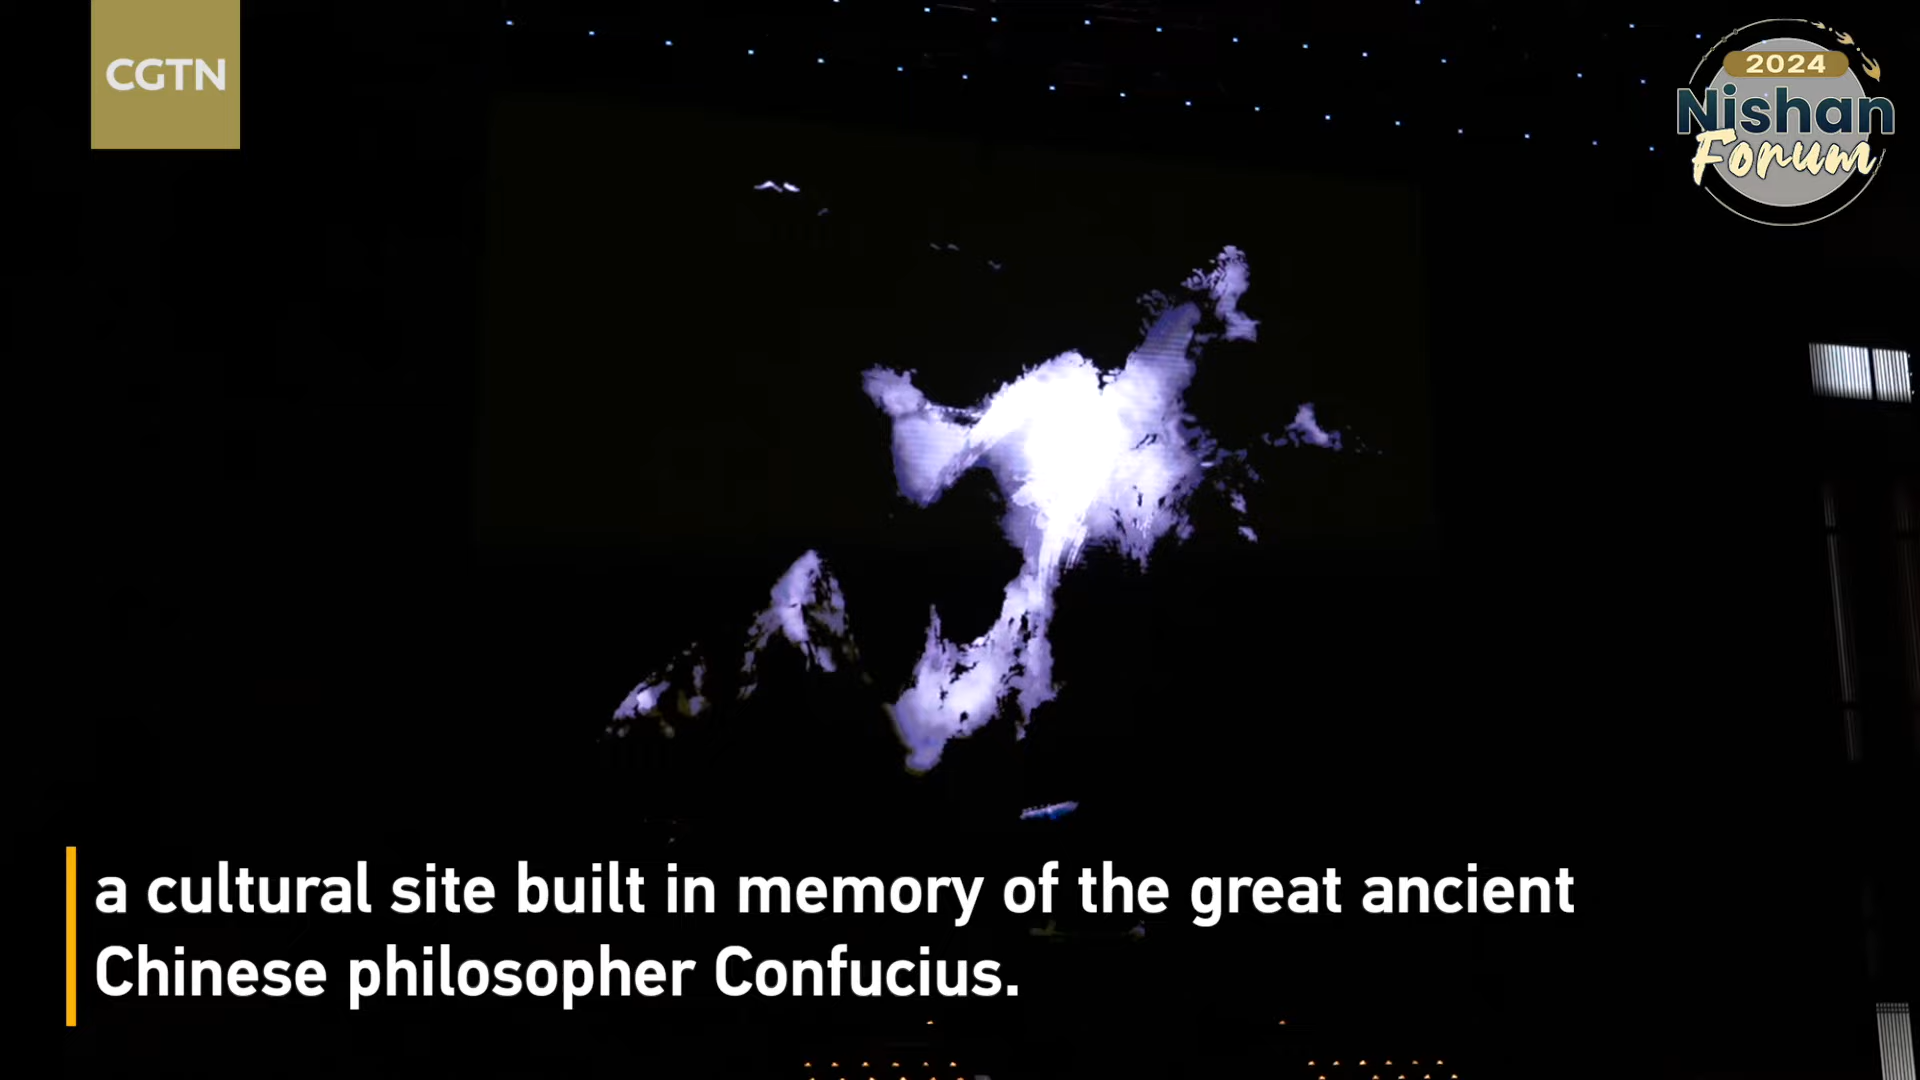 CGTN
2024
Nishan
Forum
a cultural site built in memory of the great ancient
Chinese philosopher Confucius.